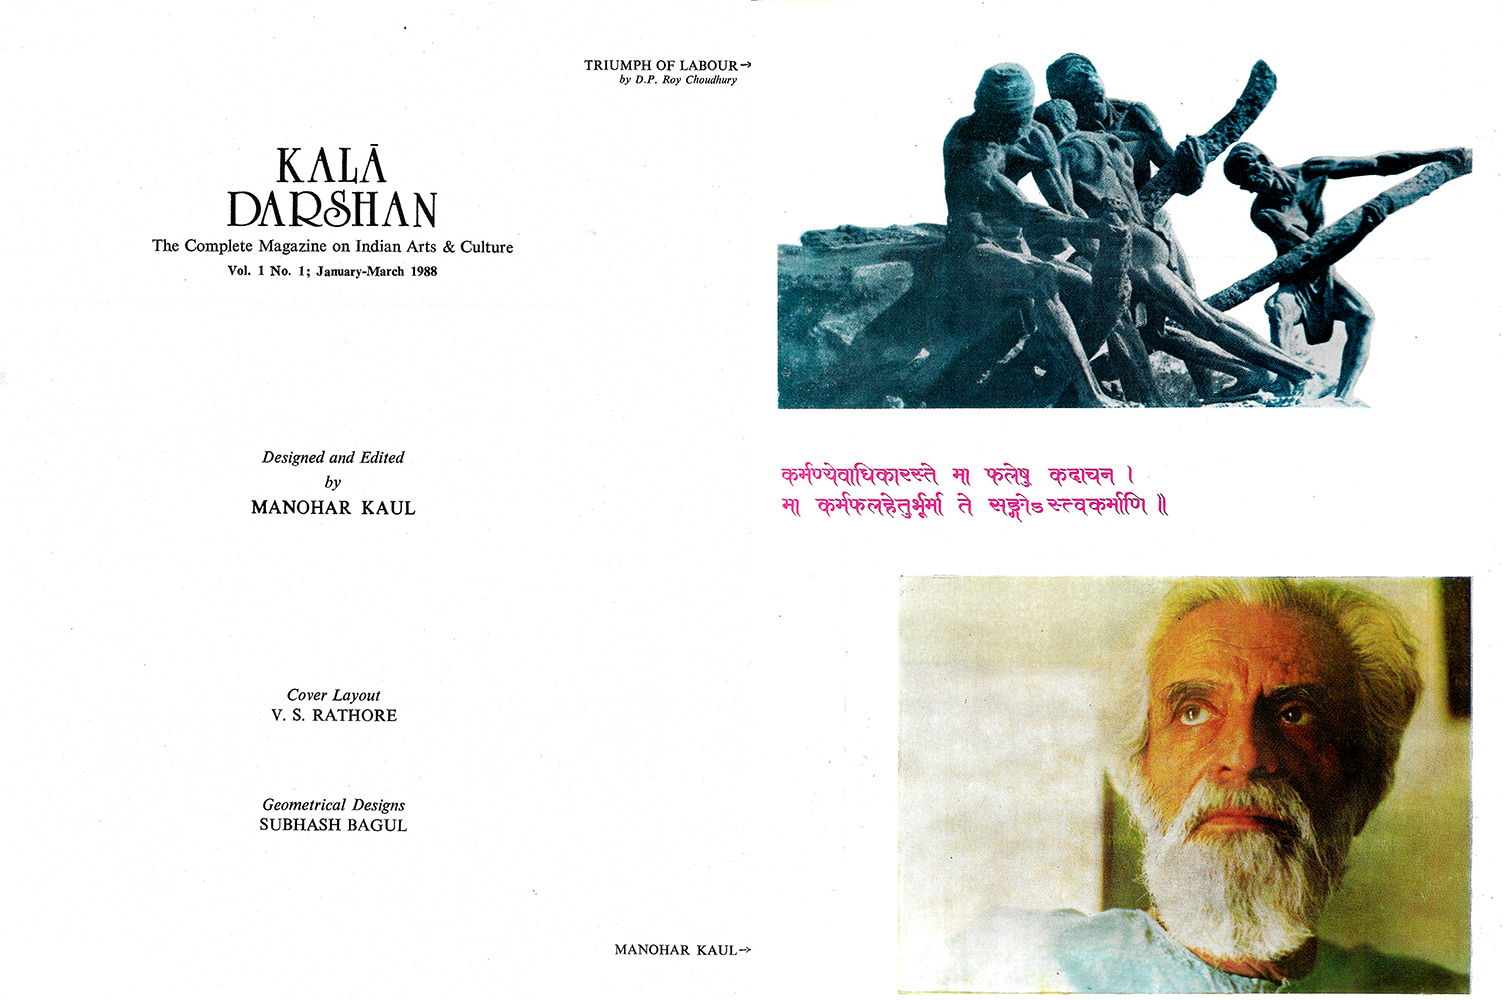 TRIUMPH OF LABOUR→
by D.P. Roy Choudhury
KALĀ
DARSHAN
The Complete Magazine on Indian Arts & Culture
Vol. 1 No. 1; January-March 1988
Designed and Edited
by
MANOHAR KAUL
Cover Layout
V. S. RATHORE
Geometrical Designs
SUBHASH BAGUL
MANOHAR KAUL→
कर्मण्येवाधिकारस्ते मा फलेषु कदाचन ।
मा कर्मफलहेतुर्भूर्मा ते सङ्गोऽ स्त्वकर्माणि ॥